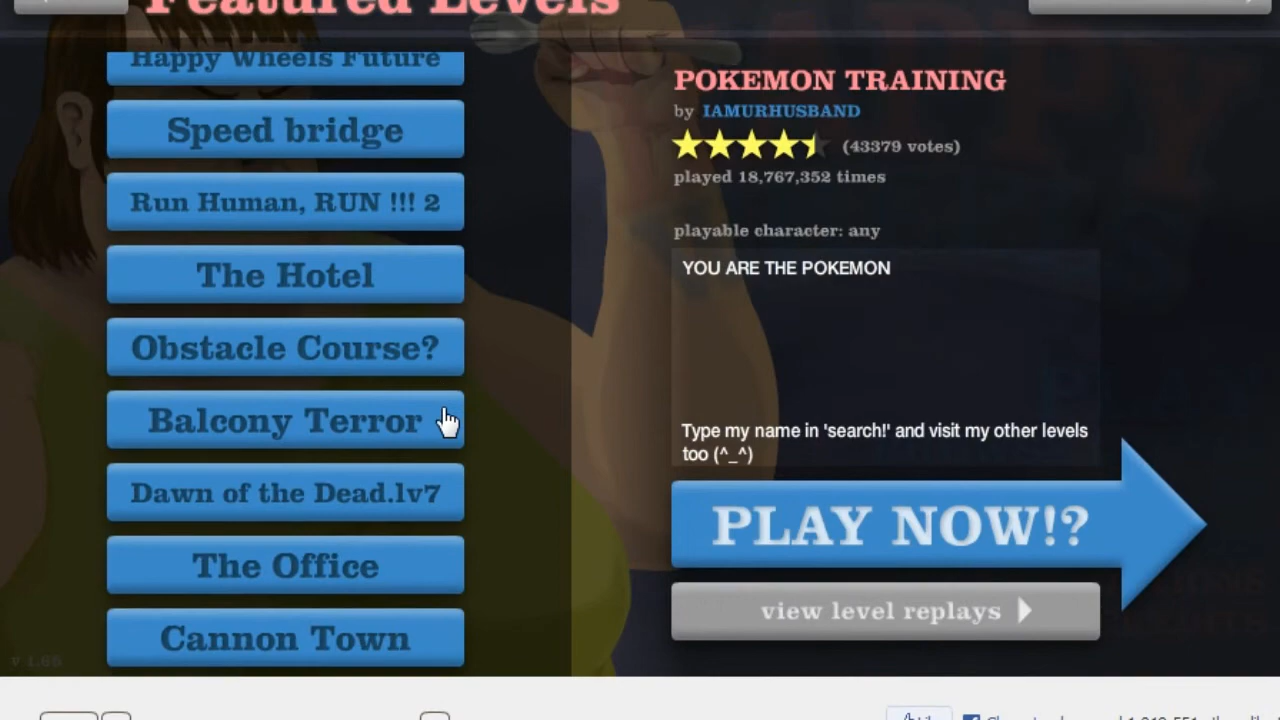 Featured Levels
Happy Wheels Future
Speed bridge
Run Human, RUN !!! 2
The Hotel
Obstacle Course?
Balcony Terror
Dawn of the Dead.lv7
The Office
Cannon Town
v 1.65
POKEMON TRAINING
by IAMURHUSBAND
(43379 votes)
played 18,767,352 times
playable character: any
YOU ARE THE POKEMON
Type my name in 'search!' and visit my other levels
too (^_^)
PLAY NOW!?
view level replays